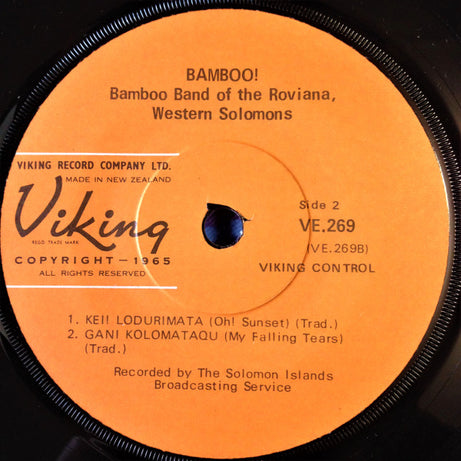 BAMBOO!
Bamboo Band of the Roviana,
Western Solomons
VIKING RECORD COMPANY LTD.
MADE IN NEW ZEALAND
Viking
REGD TRADE MARK
COPYRIGHT — 1965
ALL RIGHTS RESERVED
Side 2
VE.269
(VE.269B)
VIKING CONTROL
1. KEI! LODURIMATA (Oh! Sunset) (Trad.)
2. GANI KOLOMATAQU (My Falling Tears)
(Trad.)
Recorded by The Solomon Islands
Broadcasting Service